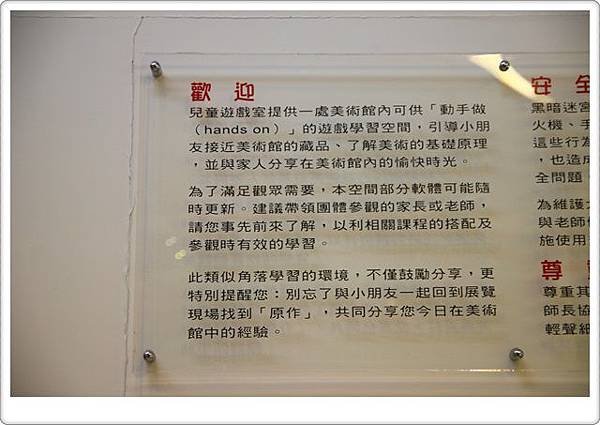 歡迎
兒童遊戲室提供一處美術館內可供「動手做
（hands on）」的遊戲學習空間，引導小朋
友接近美術館的藏品、了解美術的基礎原理
，並與家人分享在美術館內的愉快時光。
為了滿足觀眾需要，本空間部分軟體可能隨
時更新。建議帶領團體參觀的家長或老師，
請您事先前來了解，以利相關課程的搭配及
參觀時有效的學習。
此類似角落學習的環境，不僅鼓勵分享，更
特別提醒您：別忘了與小朋友一起回到展覽
現場找到「原作」，共同分享您今日在美術
館中的經驗。
安全
黑暗迷宮
火機、手
這些行為
，也造成
全問題。
為維護
與老師
施使用
尊
尊重其
師長協
輕聲細